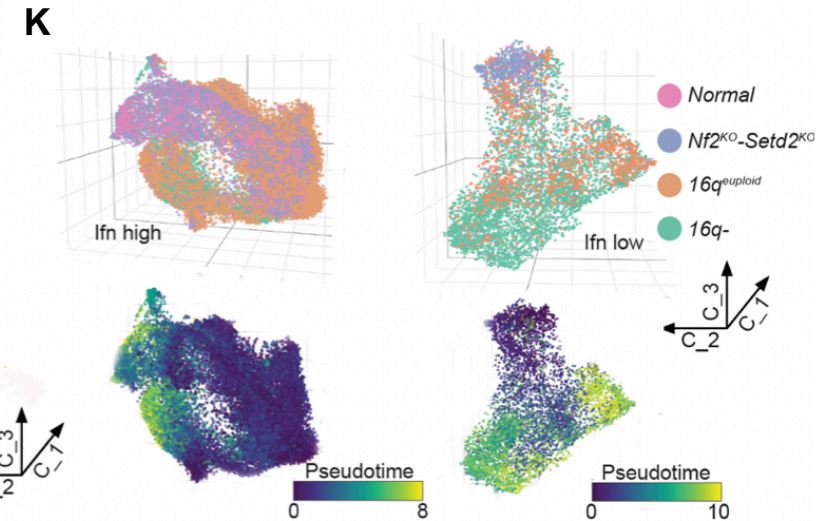 K
Normal
Nf2KO-Setd2KO
16qeuploid
16q-
Ifn high
Ifn low
C_3
C_1
C_2
C_3
C_1
_2
Pseudotime
0 8
Pseudotime
0 10